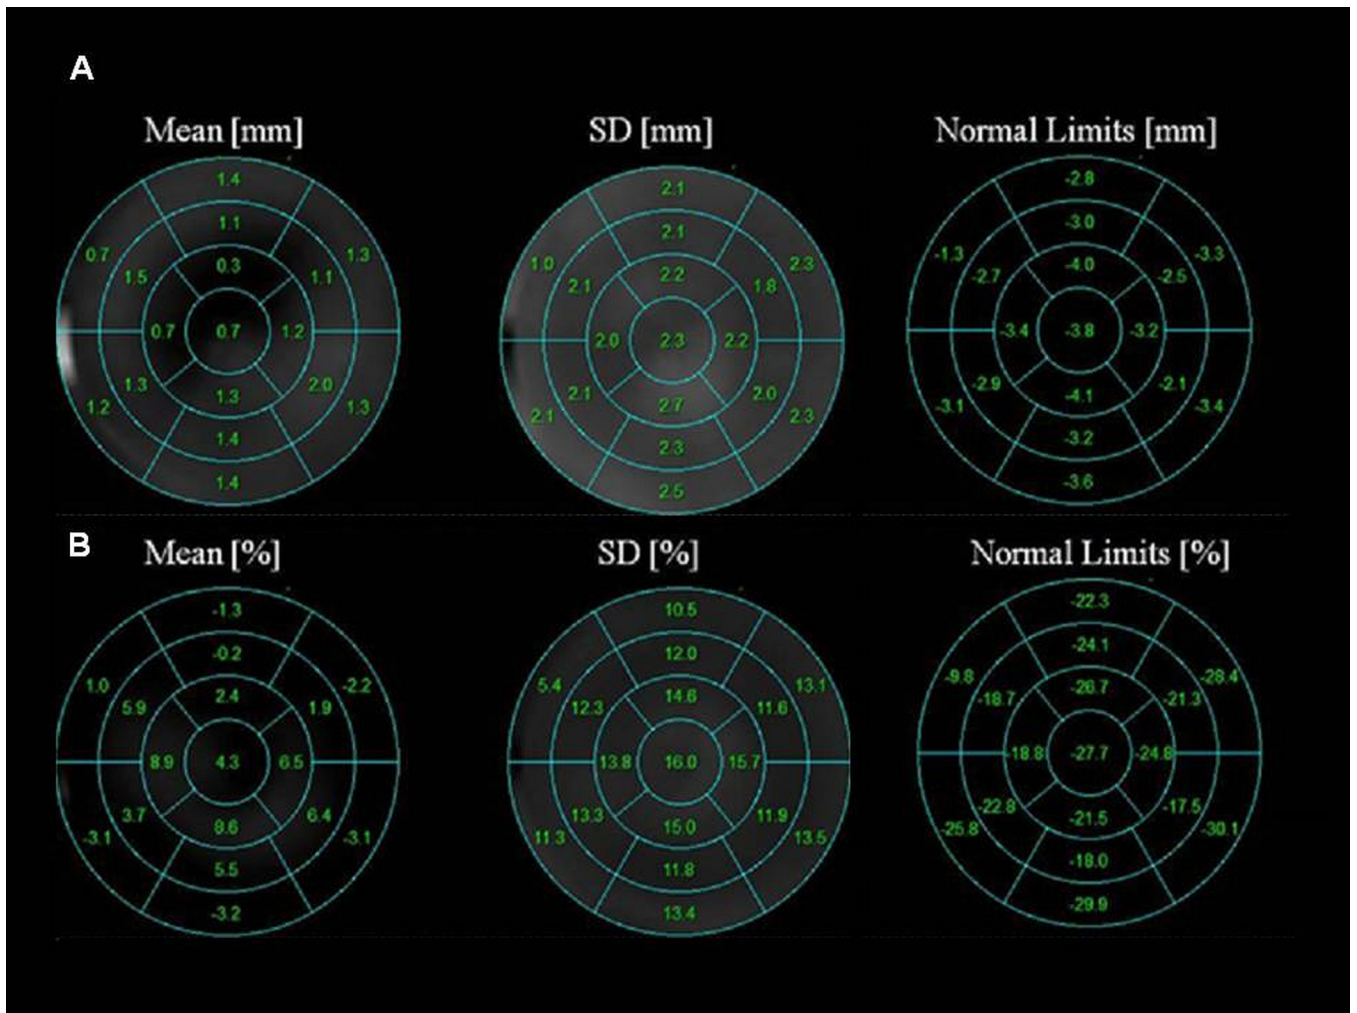 A
Mean [mm] SD [mm] Normal Limits [mm]
1.4 2.1 -2.8
1.1 2.1 -3.0
0.7 1.3 1.0 2.3 -1.3 -3.3
0.3 2.2 -4.0
1.5 1.1 2.1 1.8 -2.7 -2.5
0.7 0.7 1.2 2.0 2.3 2.2 -3.4 -3.8 -3.2
1.3 2.0 2.1 2.0 -2.9 -2.1
1.3 2.7 -4.1
1.2 1.3 2.1 2.3 -3.1 -3.4
1.4 2.3 -3.2
1.4 2.5 -3.6
B
Mean [%] SD [%] Normal Limits [%]
-1.3 10.5 -22.3
-0.2 12.0 -24.1
1.0 -2.2 5.4 13.1 -9.8 -28.4
2.4 14.6 -26.7
5.9 1.9 12.3 11.6 -18.7 -21.3
8.9 4.3 6.5 13.8 16.0 15.7 -18.8 -27.7 -24.8
3.7 6.4 13.3 11.9 -22.8 -17.5
8.6 15.0 -21.5
-3.1 -3.1 11.3 13.5 -25.8 -30.1
5.5 11.8 -18.0
-3.2 13.4 -29.9